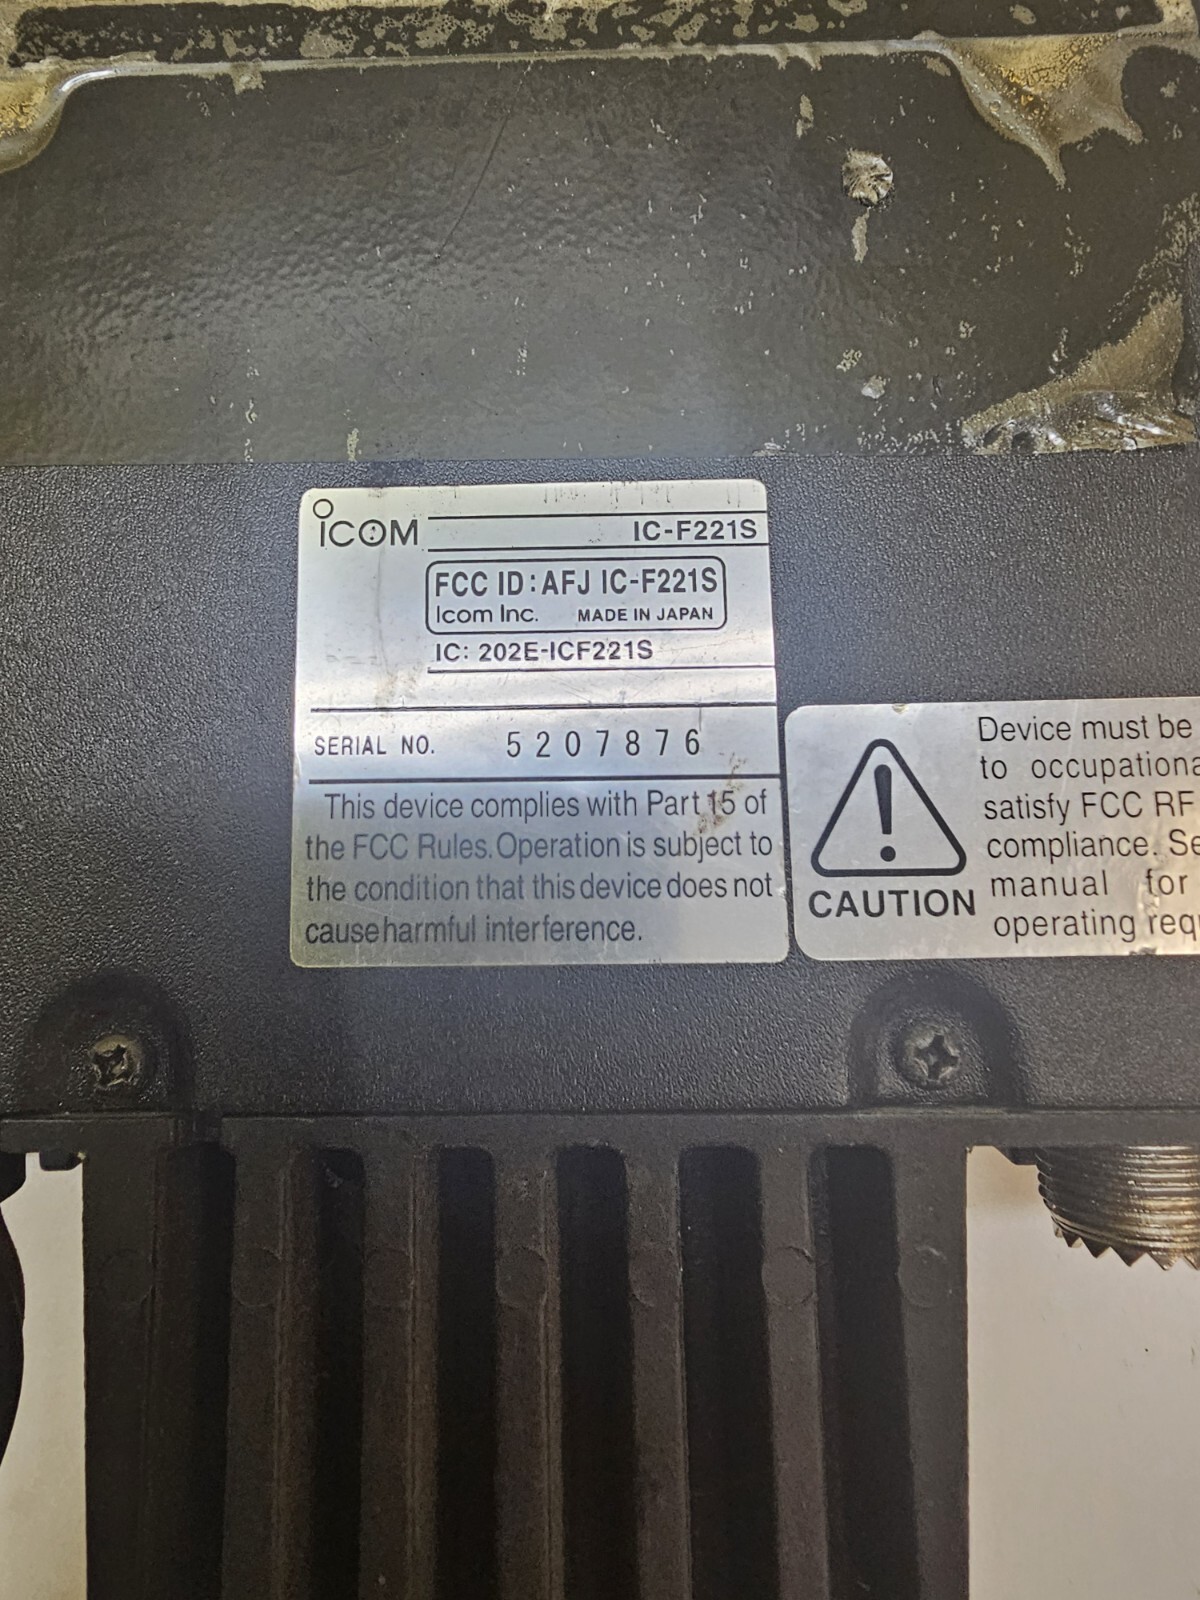 ICOM
IC-F221S
FCC ID: AFJ IC-F221S
Icom Inc. MADE IN JAPAN
IC: 202E-ICF221S
SERIAL NO. 5207876
This device complies with Part 15 of
the FCC Rules. Operation is subject to
the condition that this device does not
cause harmful interference.
CAUTION
Device must be
to occupationa
satisfy FCC RF
compliance. Se
manual for
operating requ